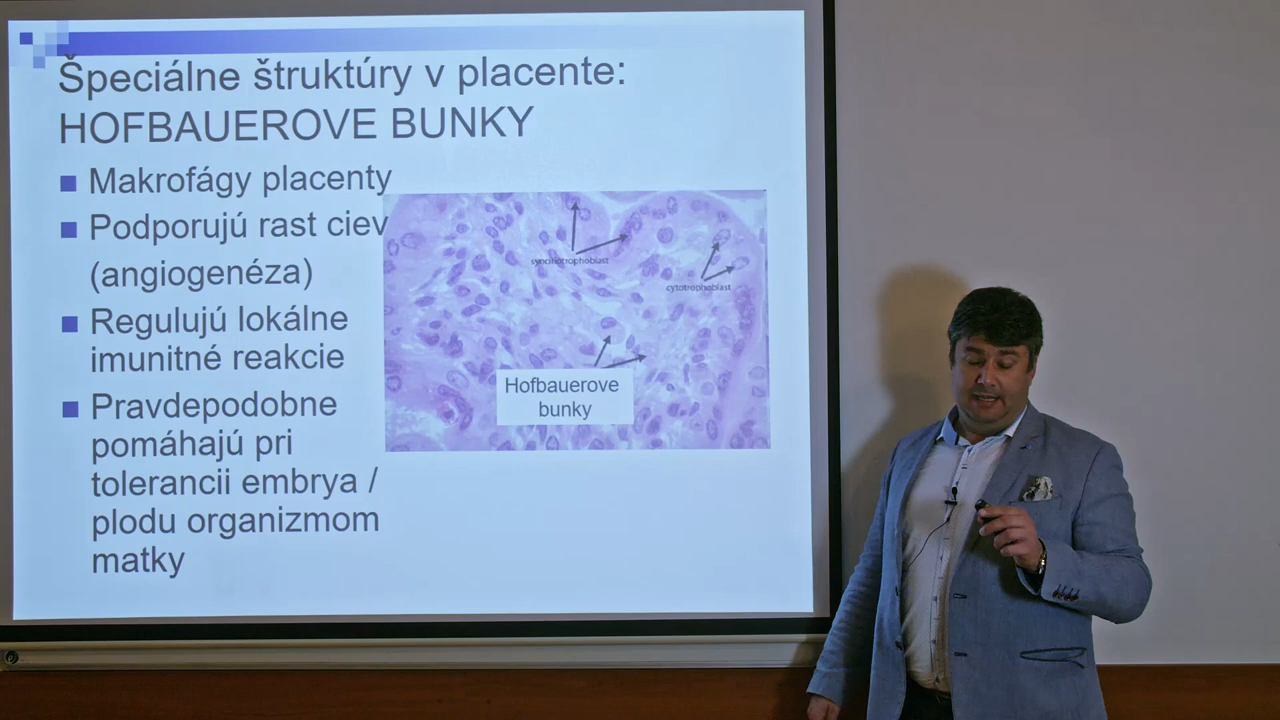 Špeciálne štruktúry v placente:
HOFBAUEROVE BUNKY
Makrofágy placenty
Podporujú rast ciev
(angiogenéza)
Regulujú lokálne
imunitné reakcie
Pravdepodobne
pomáhajú pri
tolerancii embrya /
plodu organizmom
matky
syncitiotrophoblast
cytotrophoblast
Hofbauerove
bunky